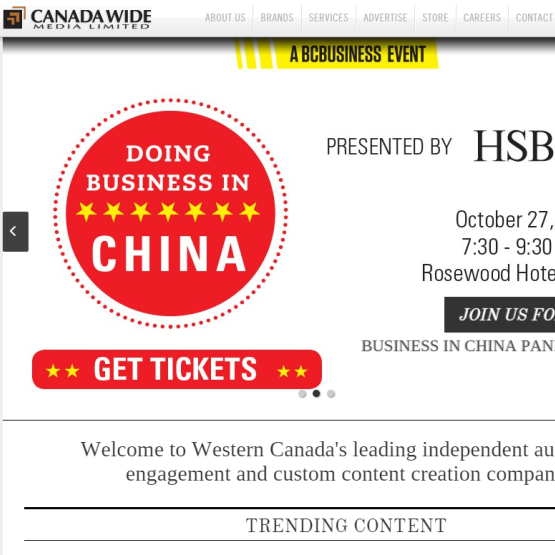 CANADA WIDE
MEDIA LIMITED
ABOUT US
BRANDS
SERVICES
ADVERTISE
STORE
CAREERS
CONTACT
A BCBUSINESS EVENT
DOING
BUSINESS IN
CHINA
GET TICKETS
PRESENTED BY HSB
October 27,
7:30 - 9:30
Rosewood Hote
JOIN US FO
BUSINESS IN CHINA PAN
Welcome to Western Canada's leading independent au
engagement and custom content creation compan
TRENDING CONTENT